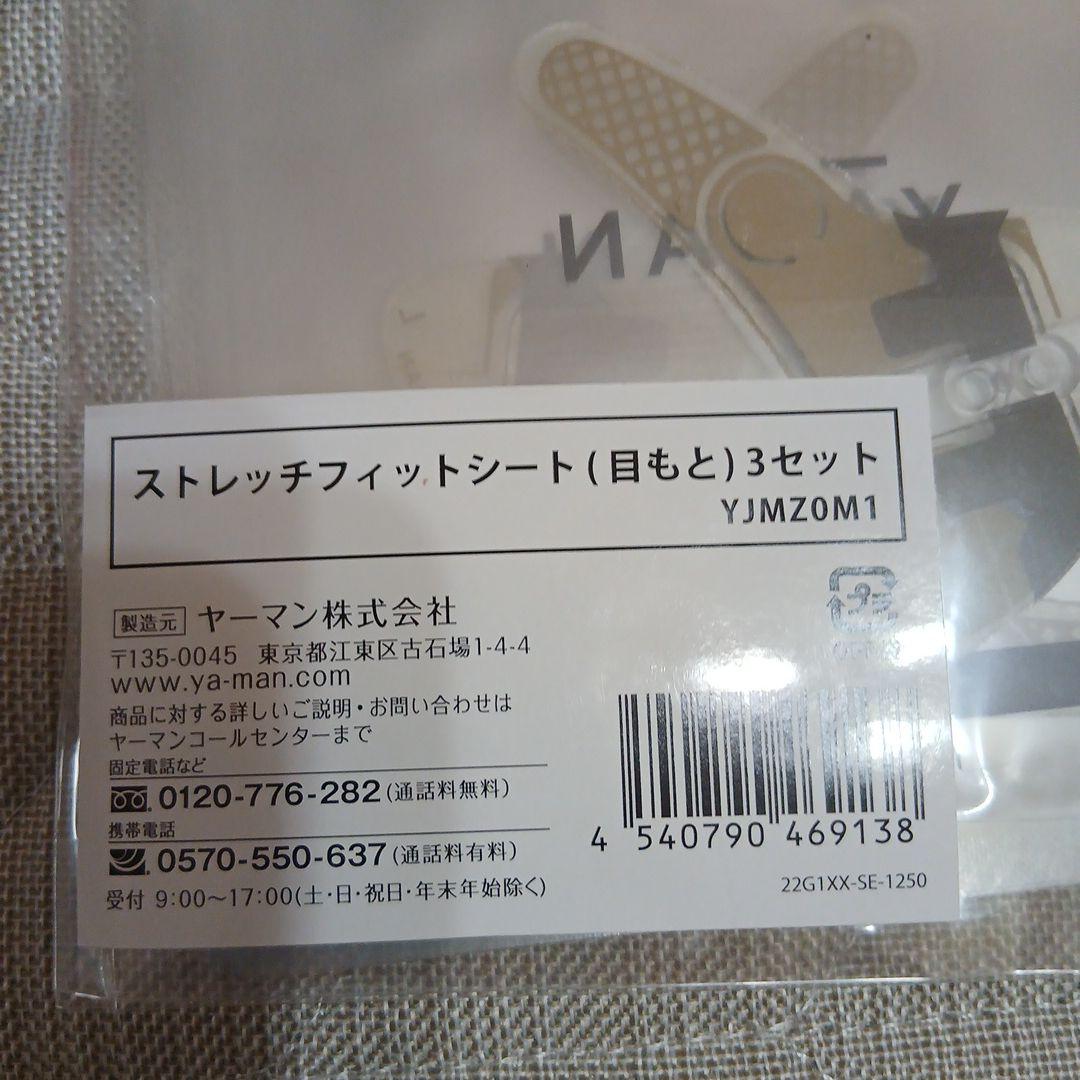 YA-MAN
L
ストレッチフィットシート(目もと)3セット
YJMZ0M1
製造元 ヤーマン株式会社
〒135-0045 東京都江東区古石場1-4-4
www.ya-man.com
商品に対する詳しいご説明・お問い合わせは
ヤーマンコールセンターまで
固定電話など
0120-776-282(通話料無料)
携帯電話
0570-550-637(通話料有料)
受付 9:00〜17:00(土・日・祝日・年末年始除く)
4 540790 469138
22G1XX-SE-1250